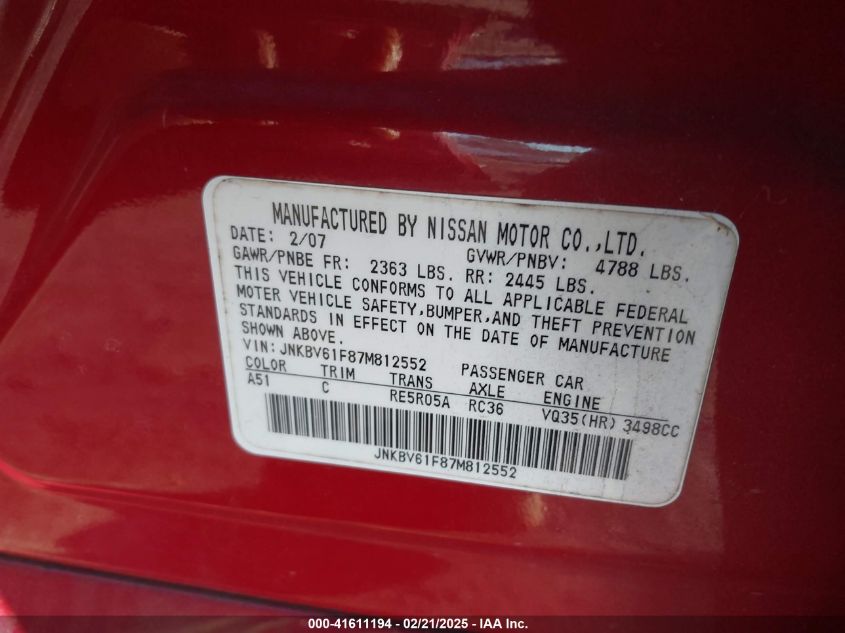 MANUFACTURED BY NISSAN MOTOR CO.,LTD.
DATE: 2/07 GVWR/PNBV: 4788 LBS.
GAWR/PNBE FR: 2363 LBS. RR: 2445 LBS.
THIS VEHICLE CONFORMS TO ALL APPLICABLE FEDERAL
MOTER VEHICLE SAFETY,BUMPER,AND THEFT PREVENTION
STANDARDS IN EFFECT ON THE DATE OF MANUFACTURE
SHOWN ABOVE.
VIN:JNKBV61F87M812552 PASSENGER CAR
COLOR TRIM TRANS AXLE ENGINE
A51 C RE5R05A RC36 VQ35(HR) 3498CC
JNKBV61F87M812552
000-41611194 - 02/21/2025 - IAA Inc.